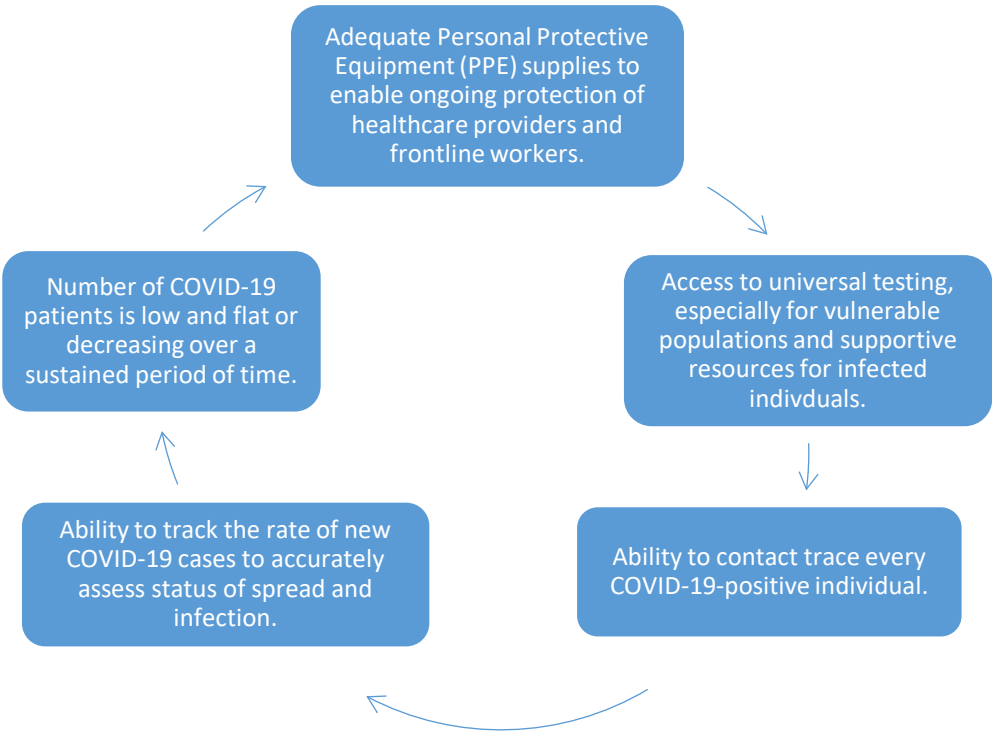 Adequate Personal Protective
Equipment (PPE) supplies to
enable ongoing protection of
healthcare providers and
frontline workers.
Access to universal testing,
especially for vulnerable
populations and supportive
resources for infected
indivduals.
Ability to contact trace every
COVID-19-positive individual.
Ability to track the rate of new
COVID-19 cases to accurately
assess status of spread and
infection.
Number of COVID-19
patients is low and flat or
decreasing over a
sustained period of time.